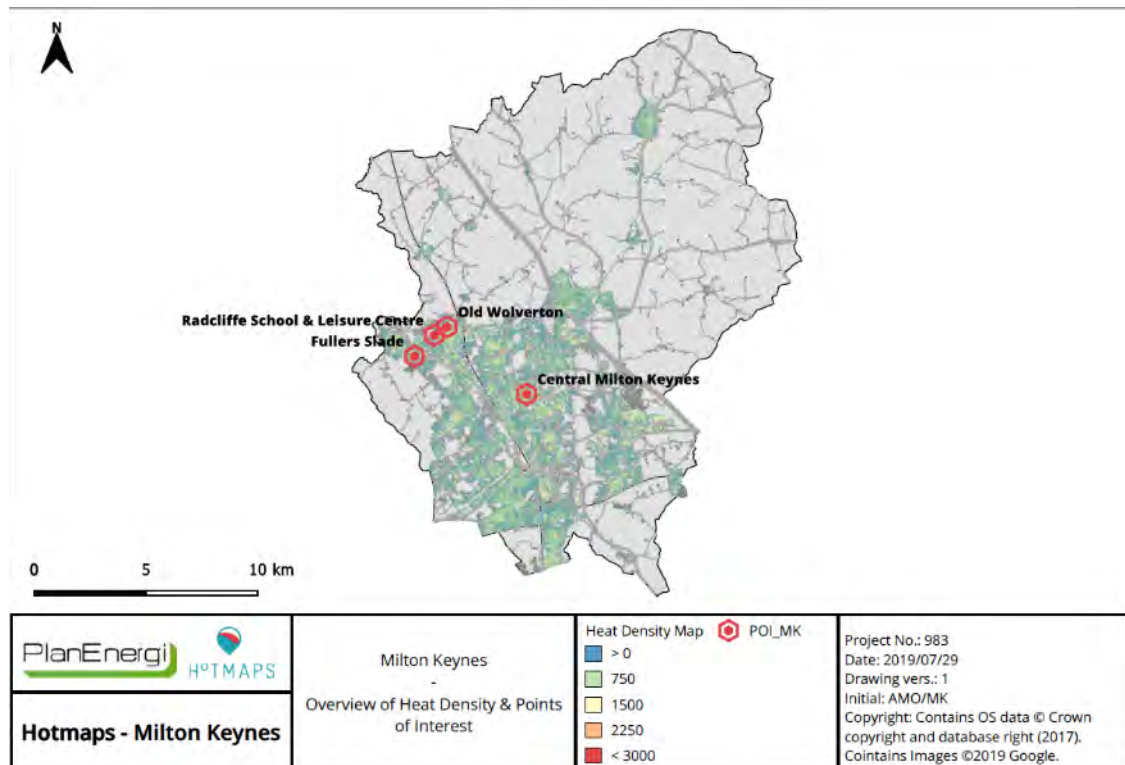 N
Old Wolverton
Radcliffe School & Leisure Centre
Fullers Slade
Central Milton Keynes
0 5 10 km
PlanEnergi
HOTMAPS
Hotmaps - Milton Keynes
Milton Keynes
-
Overview of Heat Density & Points
of Interest
Heat Density Map POI_MK
> 0
750
1500
2250
< 3000
Project No.: 983
Date: 2019/07/29
Drawing vers.: 1
Initial: AMO/MK
Copyright: Contains OS data © Crown
copyright and database right (2017).
Cointains Images ©2019 Google.